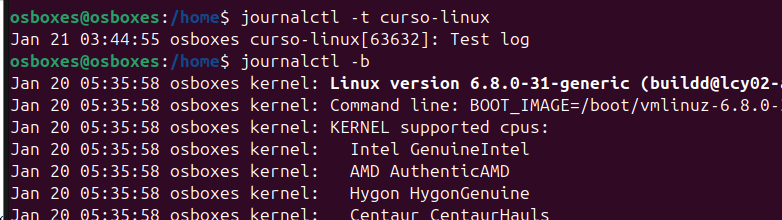 osboxes@osboxes:/home$ journalctl -t curso-linux
Jan 21 03:44:55 osboxes curso-linux[63632]: Test log
osboxes@osboxes:/home$ journalctl -b
Jan 20 05:35:58 osboxes kernel: Linux version 6.8.0-31-generic (buildd@lcy02-
Jan 20 05:35:58 osboxes kernel: Command line: BOOT_IMAGE=/boot/vmlinuz-6.8.0-
Jan 20 05:35:58 osboxes kernel: KERNEL supported cpus:
Jan 20 05:35:58 osboxes kernel:   Intel GenuineIntel
Jan 20 05:35:58 osboxes kernel:   AMD AuthenticAMD
Jan 20 05:35:58 osboxes kernel:   Hygon HygonGenuine
Jan 20 05:35:58 osboxes kernel:   Centaur CentaurHauls